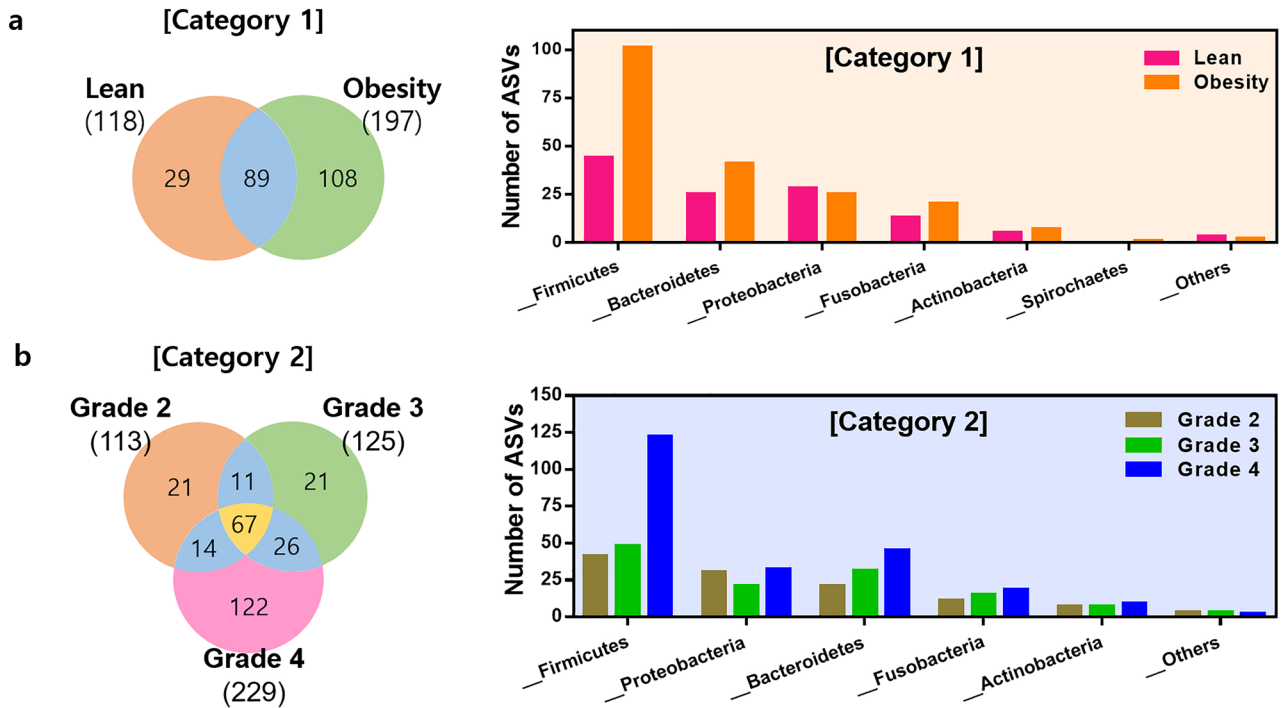 a
[Category 1]
Lean
(118)
Obesity
(197)
29
89
108
Number of ASVs
100
75
50
25
0
[Category 1]
Lean
Obesity
__Firmicutes
__Bacteroidetes
__Proteobacteria
__Fusobacteria
__Actinobacteria
__Spirochaetes
__Others
b
[Category 2]
Grade 2
(113)
Grade 3
(125)
21
11
21
67
14
26
122
Grade 4
(229)
Number of ASVs
150
125
100
75
50
25
0
[Category 2]
Grade 2
Grade 3
Grade 4
__Firmicutes
__Proteobacteria
__Bacteroidetes
__Fusobacteria
__Actinobacteria
__Others